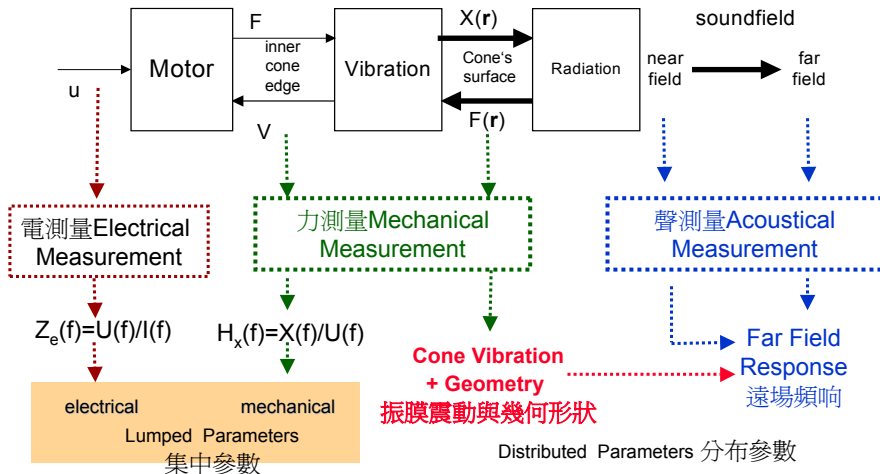 soundfield
F
X(r)
inner
cone
edge
Cone's
surface
near
field
far
field
Motor
Vibration
Radiation
u
V
F(r)
電測量Electrical
Measurement
力測量Mechanical
Measurement
聲測量Acoustical
Measurement
Ze(f)=U(f)/I(f)
Hx(f)=X(f)/U(f)
Cone Vibration
+ Geometry
振膜震動與幾何形狀
Far Field
Response
遠場頻响
electrical mechanical
Lumped Parameters
集中參數
Distributed Parameters 分布參數